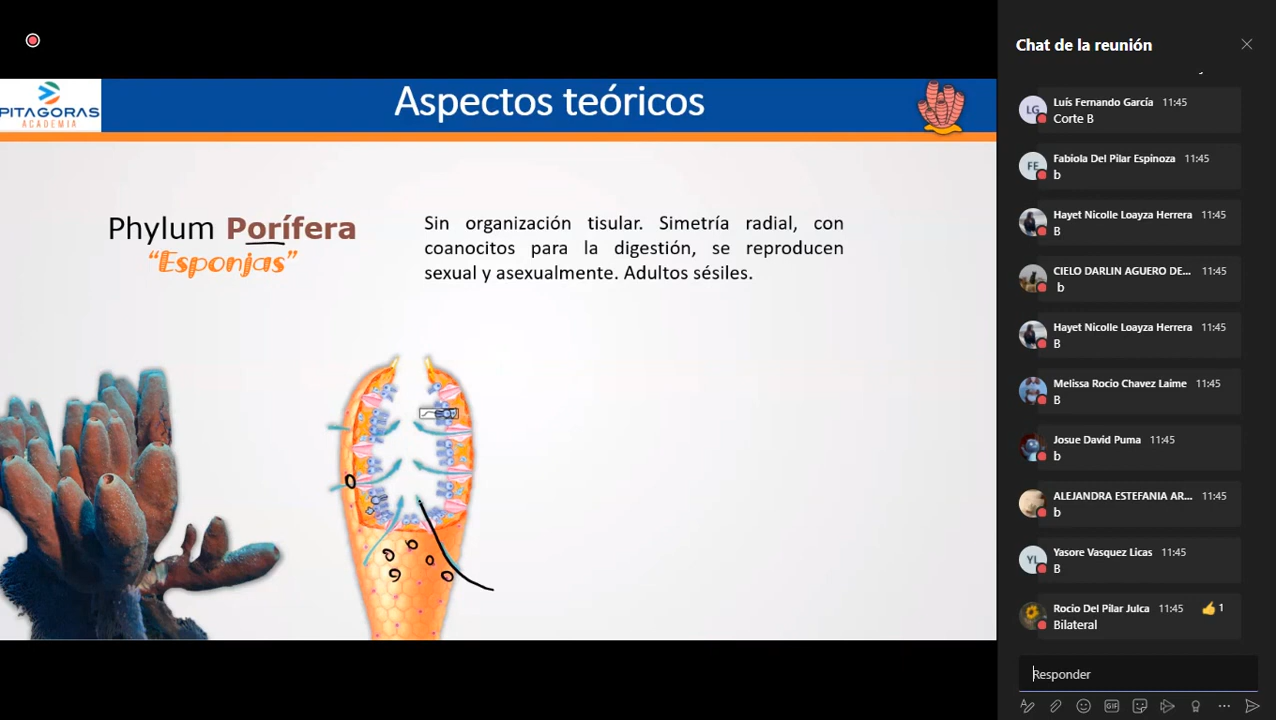 PITAGORAS
ACADEMIA
Aspectos teóricos
Phylum Porífera
“Esponjas”
Sin organización tisular. Simetría radial, con
coanocitos para la digestión, se reproducen
sexual y asexualmente. Adultos sésiles.
Chat de la reunión
LG
Luís Fernando García 11:45
Corte B
FE
Fabiola Del Pilar Espinoza 11:45
b
Hayet Nicolle Loayza Herrera 11:45
B
CIELO DARLIN AGUERO DE... 11:45
b
Hayet Nicolle Loayza Herrera 11:45
B
Melissa Rocio Chavez Laime 11:45
B
Josue David Puma 11:45
b
ALEJANDRA ESTEFANIA AR... 11:45
b
YL
Yasore Vasquez Licas 11:45
B
Rocio Del Pilar Julca 11:45 👍 1
Bilateral
Responder
GIF